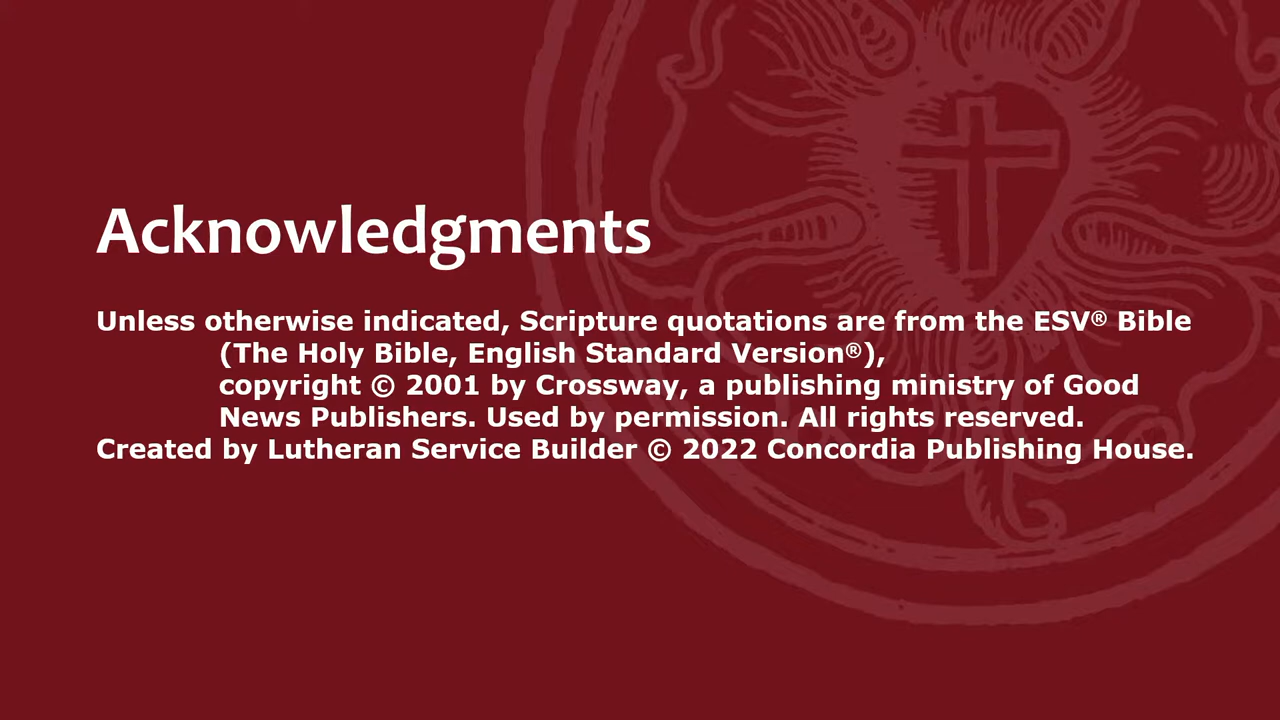 Acknowledgments
Unless otherwise indicated, Scripture quotations are from the ESV® Bible
(The Holy Bible, English Standard Version®),
copyright © 2001 by Crossway, a publishing ministry of Good
News Publishers. Used by permission. All rights reserved.
Created by Lutheran Service Builder © 2022 Concordia Publishing House.